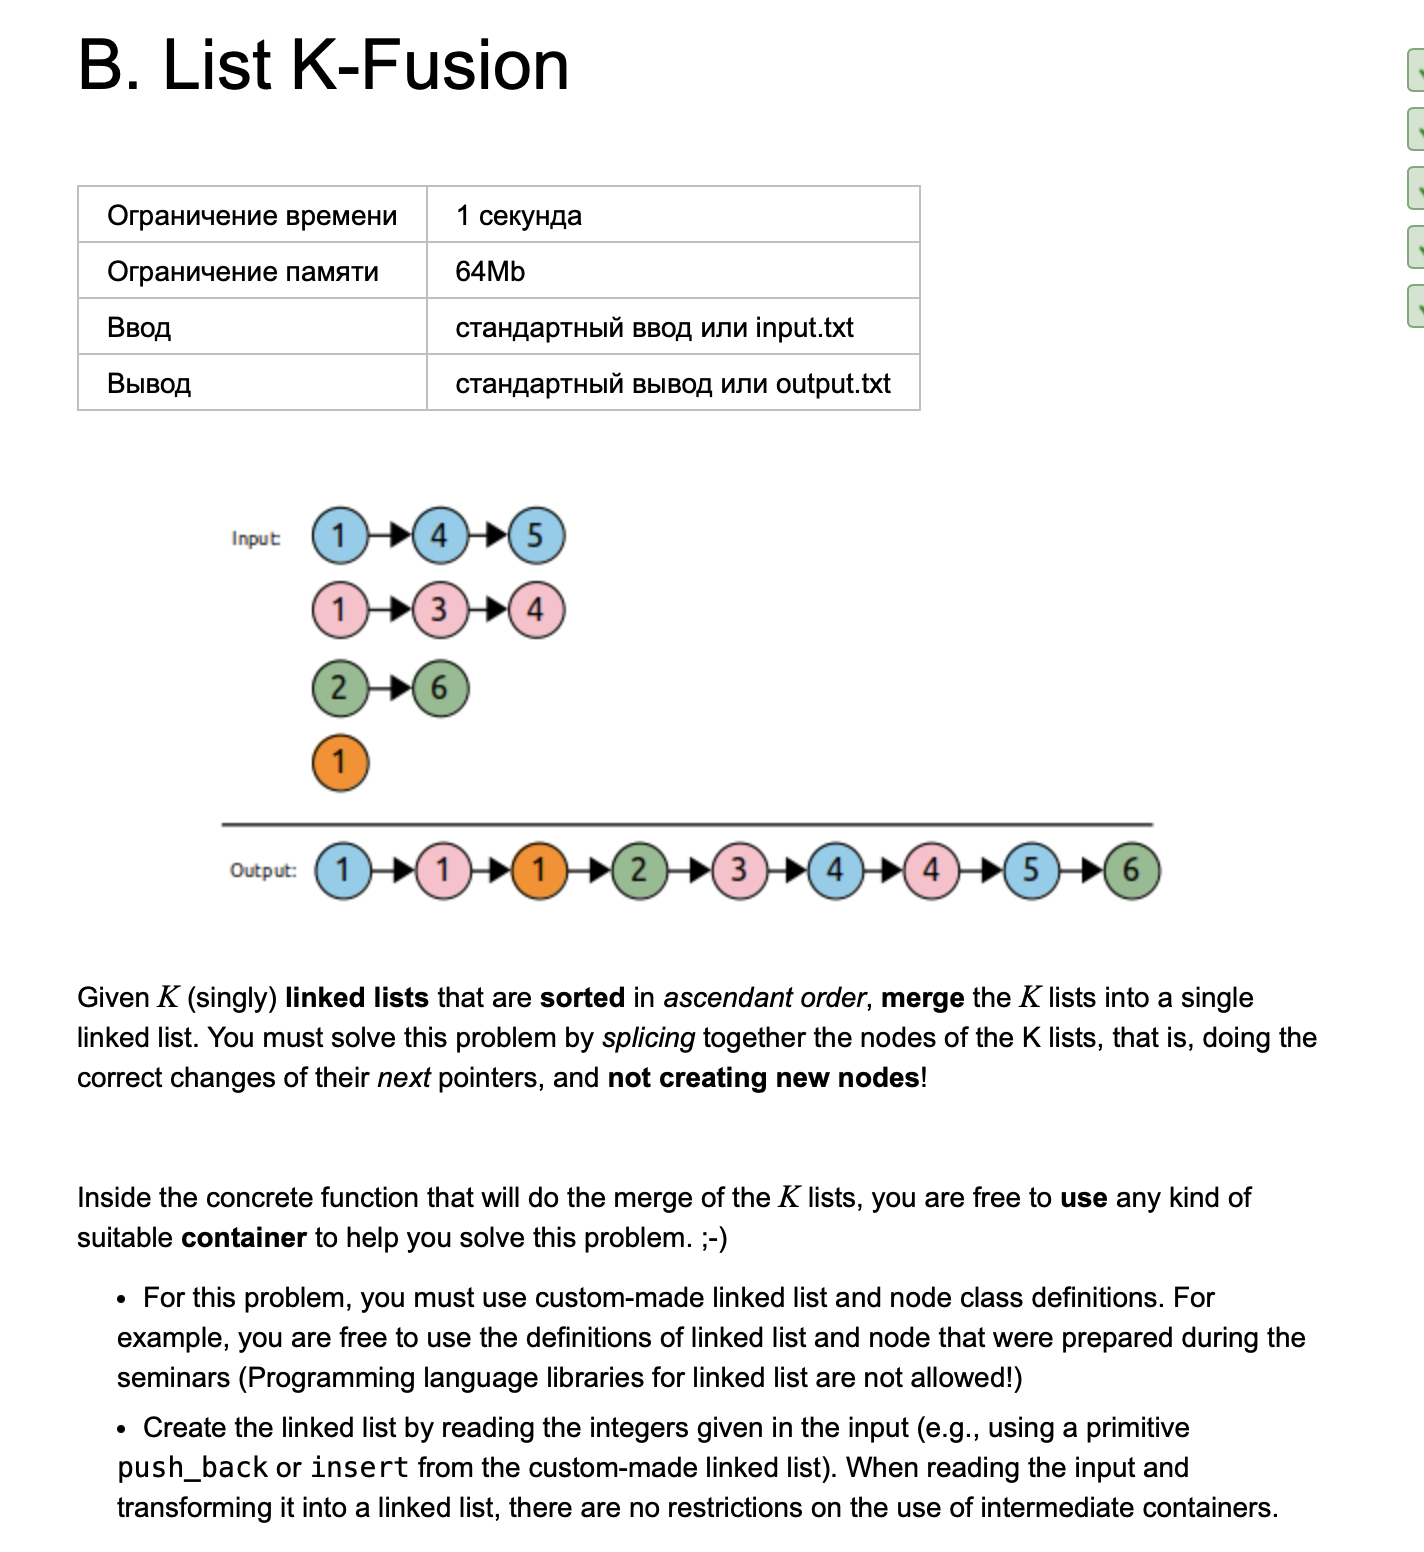 B. List K-Fusion
Ограничение времени 1 секунда
Ограничение памяти 64Mb
Ввод стандартный ввод или input.txt
Вывод стандартный вывод или output.txt
Input: 1 4 5
1 3 4
2 6
1
Output: 1 1 1 2 3 4 4 5 6
Given K (singly) linked lists that are sorted in ascendant order, merge the K lists into a single
linked list. You must solve this problem by splicing together the nodes of the K lists, that is, doing the
correct changes of their next pointers, and not creating new nodes!
Inside the concrete function that will do the merge of the K lists, you are free to use any kind of
suitable container to help you solve this problem. ;-)
• For this problem, you must use custom-made linked list and node class definitions. For
example, you are free to use the definitions of linked list and node that were prepared during the
seminars (Programming language libraries for linked list are not allowed!)
• Create the linked list by reading the integers given in the input (e.g., using a primitive
push_back or insert from the custom-made linked list). When reading the input and
transforming it into a linked list, there are no restrictions on the use of intermediate containers.